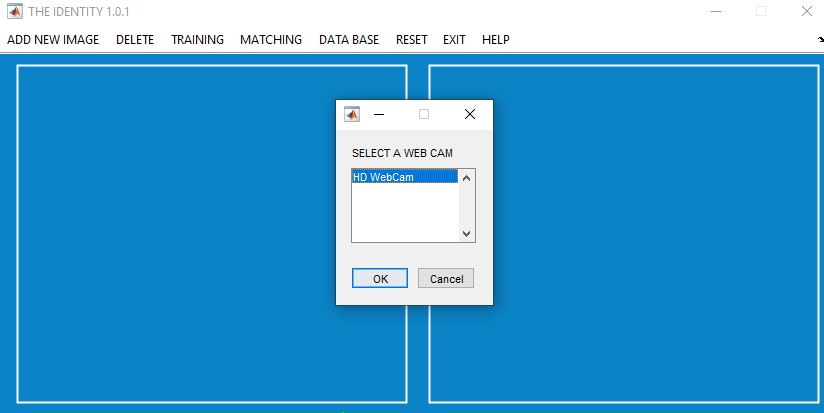 THE IDENTITY 1.0.1
ADD NEW IMAGE DELETE TRAINING MATCHING DATA BASE RESET EXIT HELP
SELECT A WEB CAM
HD WebCam
OK Cancel